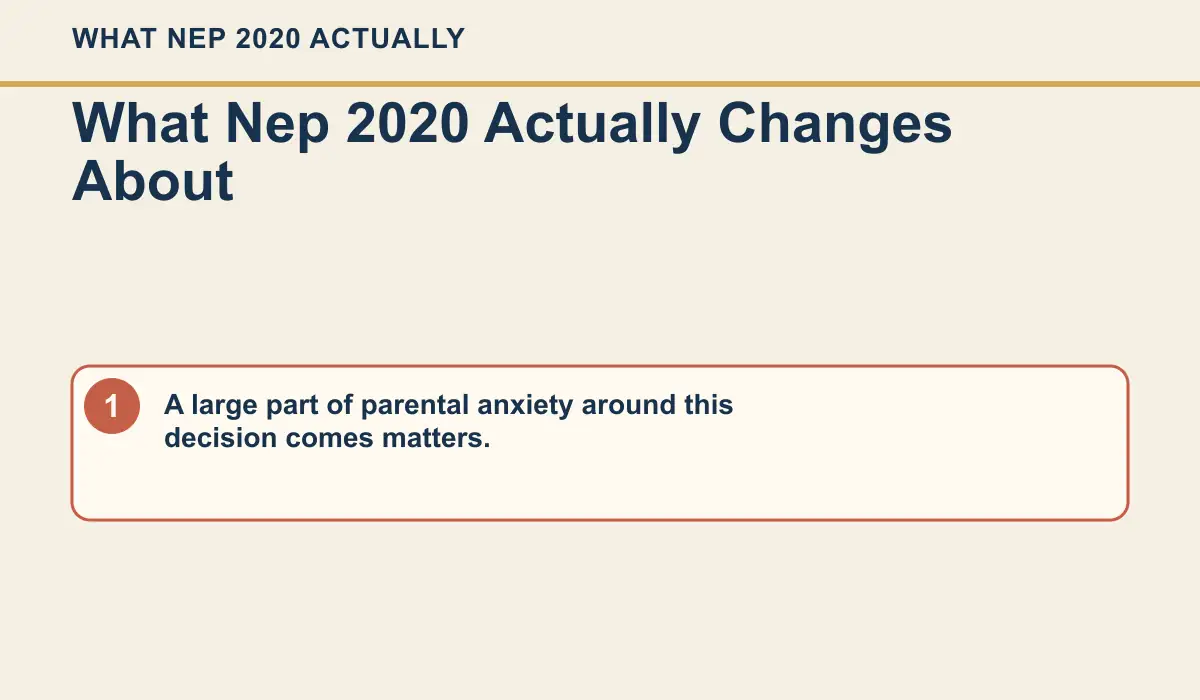 WHAT NEP 2020 ACTUALLY
What Nep 2020 Actually Changes
About
1
A large part of parental anxiety around this
decision comes matters.